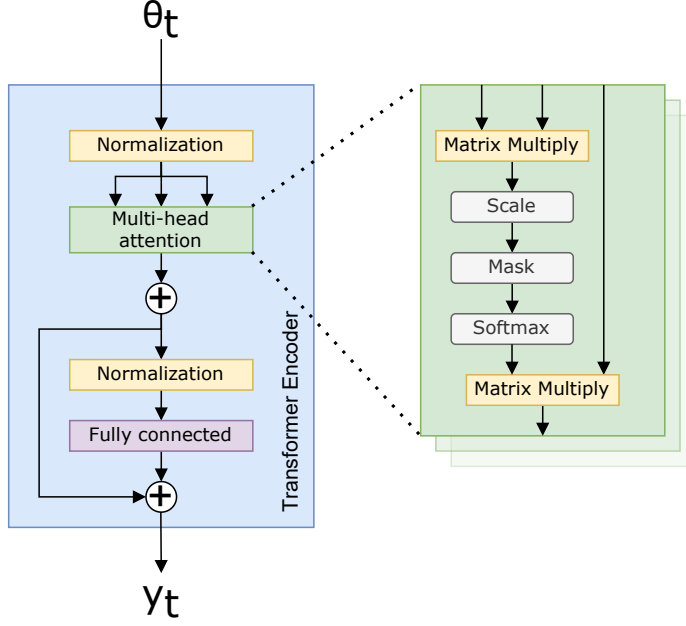 θt
Normalization
Multi-head
attention
+
Normalization
Fully connected
+
Transformer Encoder
yt
Matrix Multiply
Scale
Mask
Softmax
Matrix Multiply